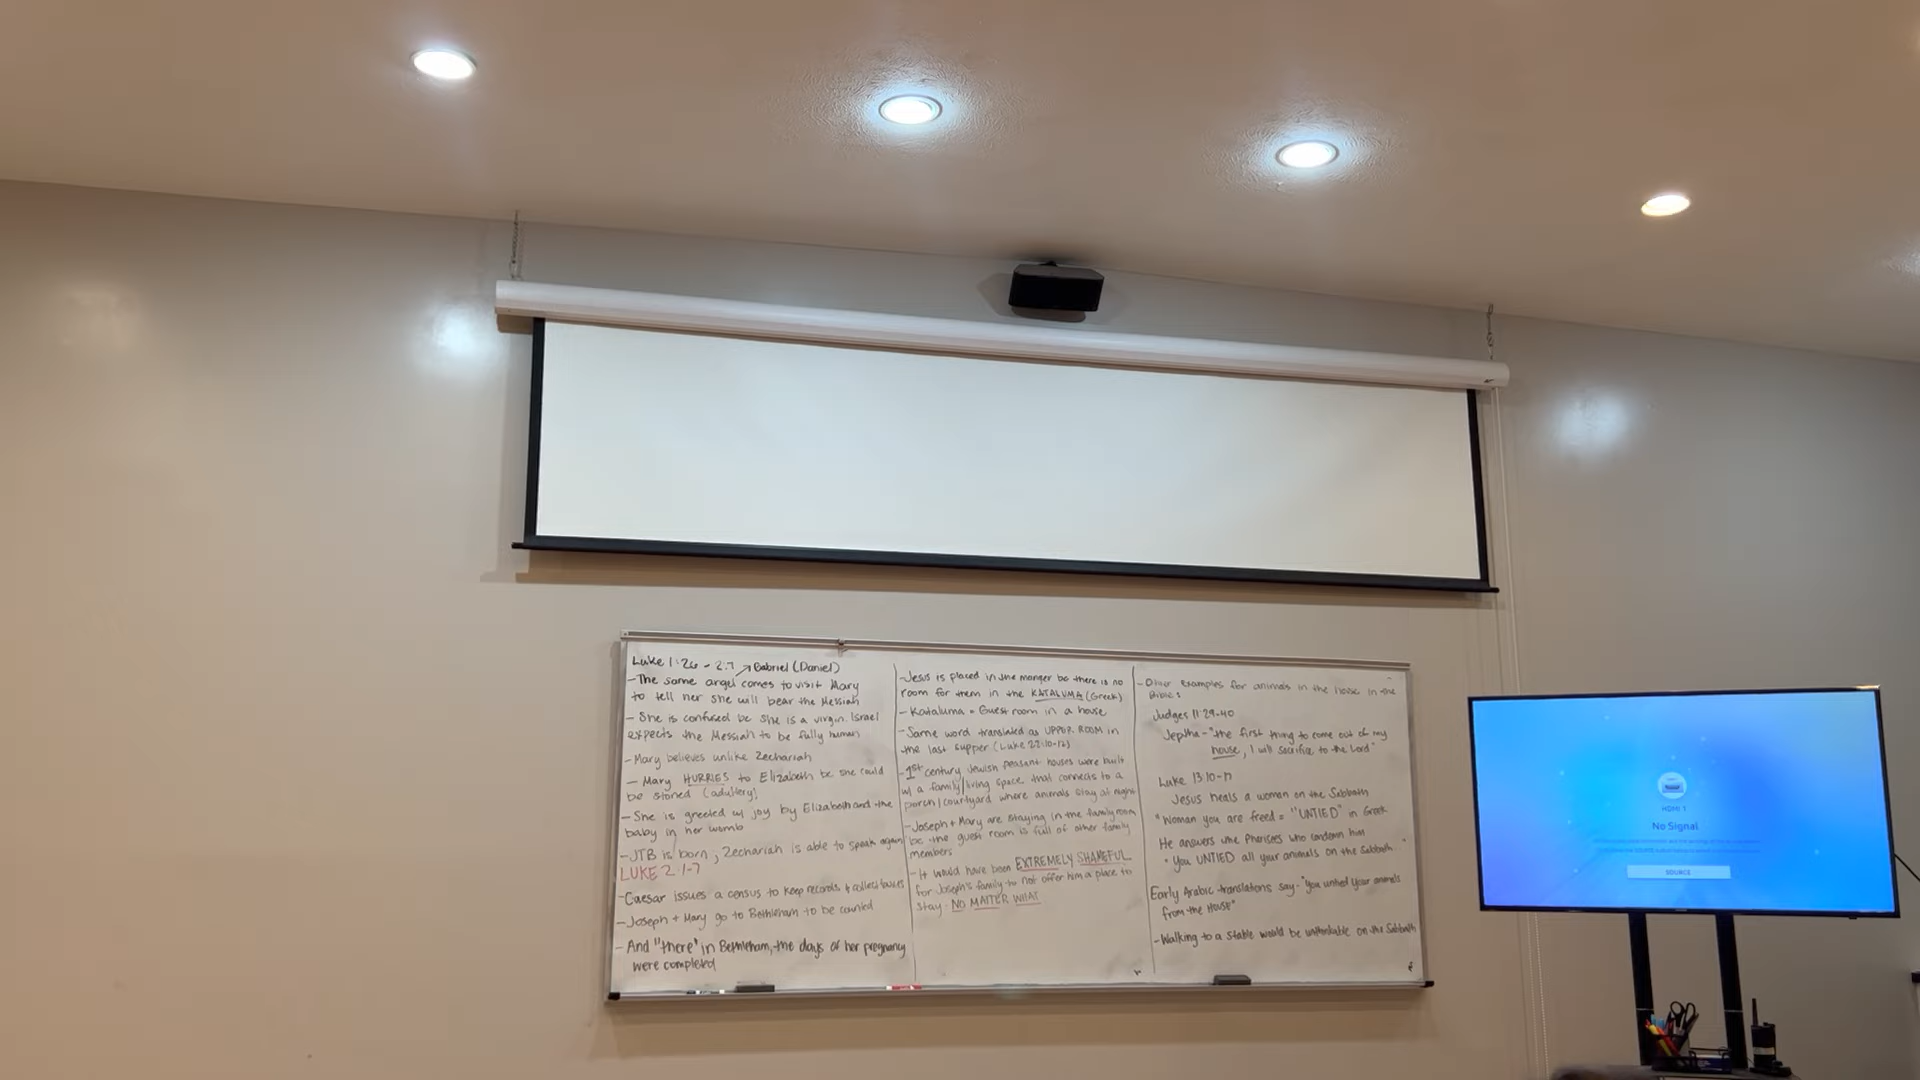 Luke 1:26 - 2:7 → Gabriel (Daniel)
- The same angel comes to visit Mary
to tell her she will bear the Messiah
- She is confused bc she is a virgin. Israel
expects the Messiah to be fully human
- Mary believes unlike Zechariah
- Mary HURRIES to Elizabeth bc she could
be stoned (adultery)
- She is greeted w/ joy by Elizabeth and the
baby in her womb
- JTB is born, Zechariah is able to speak again
LUKE 2:1-7
- Caesar issues a census to keep records & collect taxes
- Joseph + Mary go to Bethlehem to be counted
- And "there" in Bethlehem, the days of her pregnancy
were completed
- Jesus is placed in the manger bc there is no
room for them in the KATALUMA (Greek)
- Kataluma = Guest room in a house
- Same word translated as UPPER ROOM in
the last supper (Luke 22:10-12)
- 1st century Jewish peasant houses were built
w/ a family/living space that connects to a
porch/courtyard where animals stay at night
- Joseph + Mary are staying in the family room
bc the guest room is full of other family
members
- It would have been EXTREMELY SHAMEFUL
for Joseph's family to not offer him a place to
stay - NO MATTER WHAT
- Other examples for animals in the house in the
Bible:
Judges 11:29-40
Jeptha - "the first thing to come out of my
house, I will sacrifice to the Lord"
Luke 13:10-17
Jesus heals a woman on the Sabbath
"Woman you are freed = "UNTIED" in Greek
He answers the Pharisees who condemn him
"You UNTIED all your animals on the Sabbath."
Early Arabic translations say - "you untied your animals
from the HOUSE"
- Walking to a stable would be unthinkable on the Sabbath
HDMI 1
No Signal
SOURCE